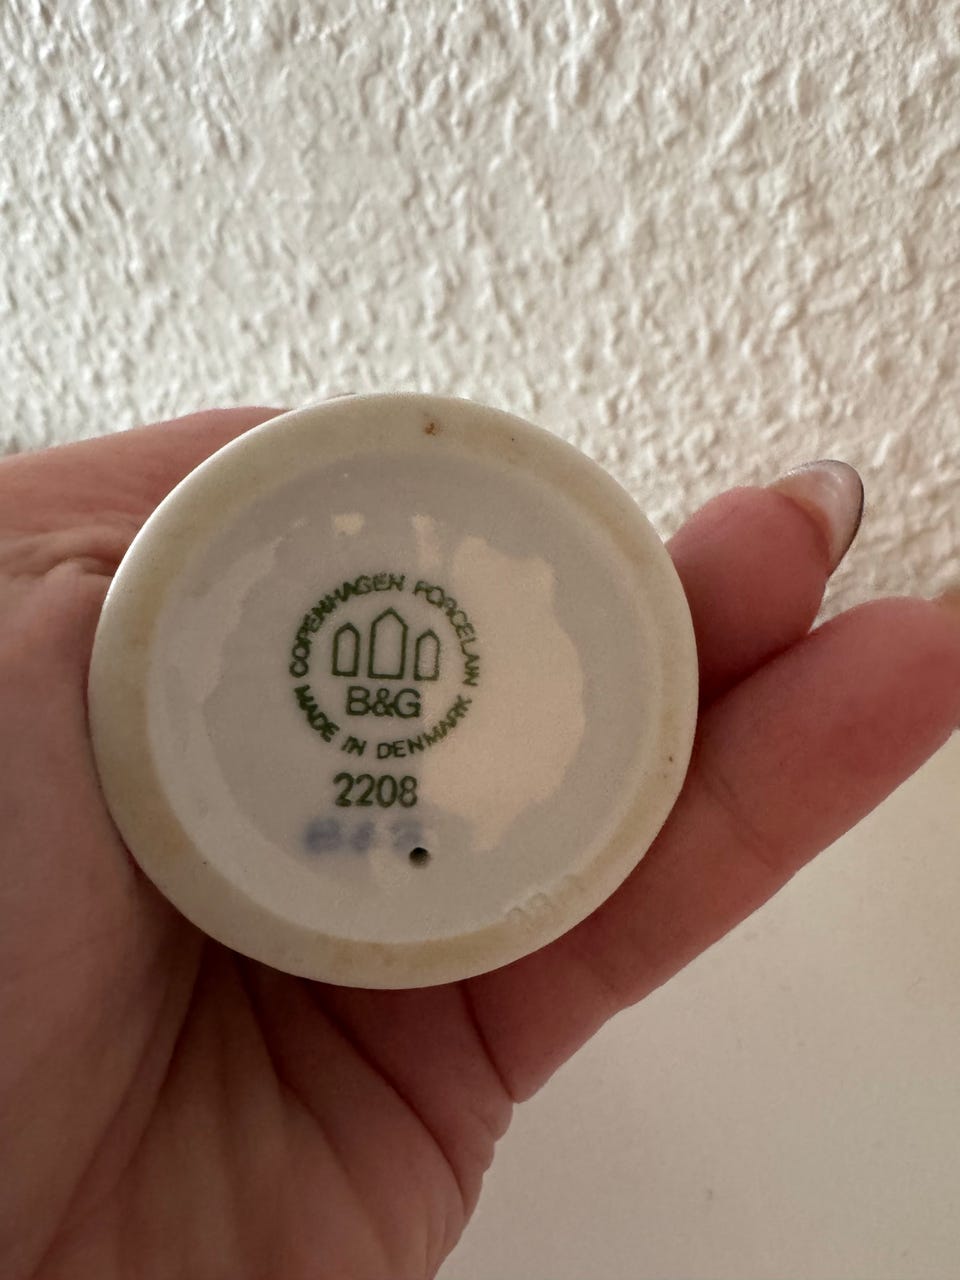 COPENHAGEN PORCELAIN
B&G
MADE IN DENMARK
2208